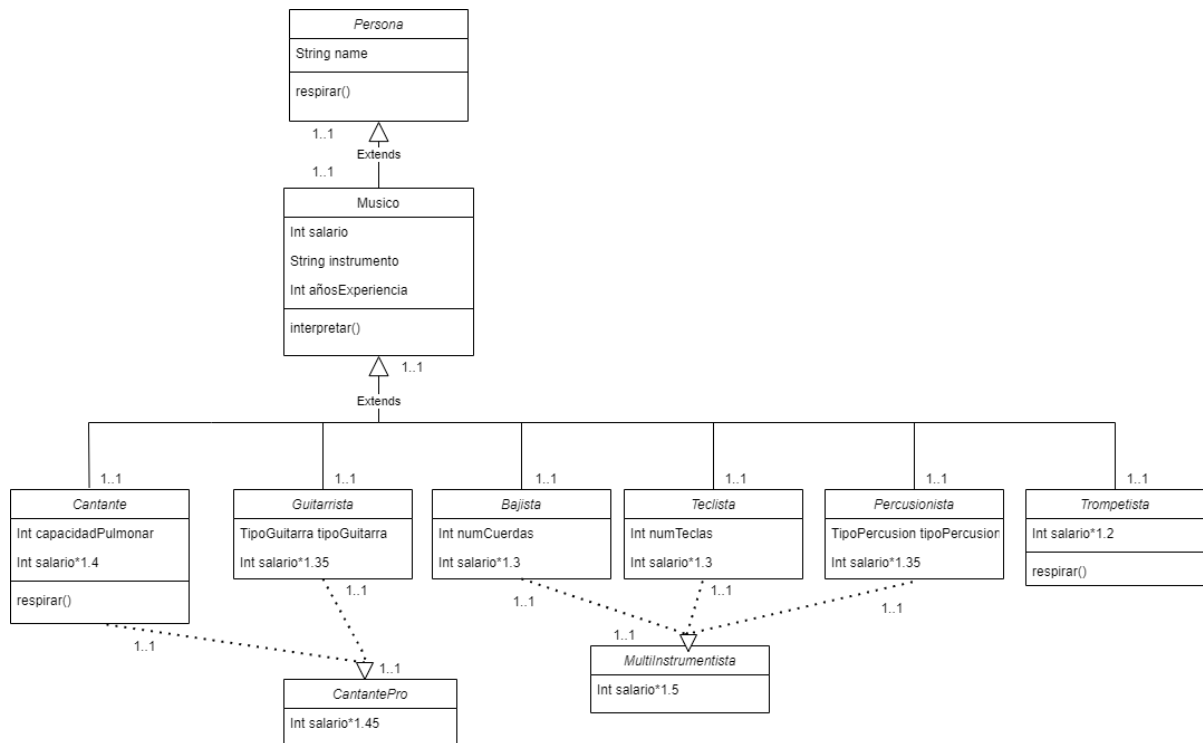 Persona
String name
respirar()
1..1
Extends
1..1
Musico
Int salario
String instrumento
Int añosExperiencia
interpretar()
1..1
Extends
1..1
1..1
1..1
1..1
1..1
1..1
Cantante
Int capacidadPulmonar
Int salario*1.4
respirar()
Guitarrista
TipoGuitarra tipoGuitarra
Int salario*1.35
Bajista
Int numCuerdas
Int salario*1.3
Teclista
Int numTeclas
Int salario*1.3
Percusionista
TipoPercusion tipoPercusion
Int salario*1.35
Trompetista
Int salario*1.2
respirar()
1..1
1..1
1..1
1..1
1..1
1..1
1..1
CantantePro
Int salario*1.45
MultiInstrumentista
Int salario*1.5